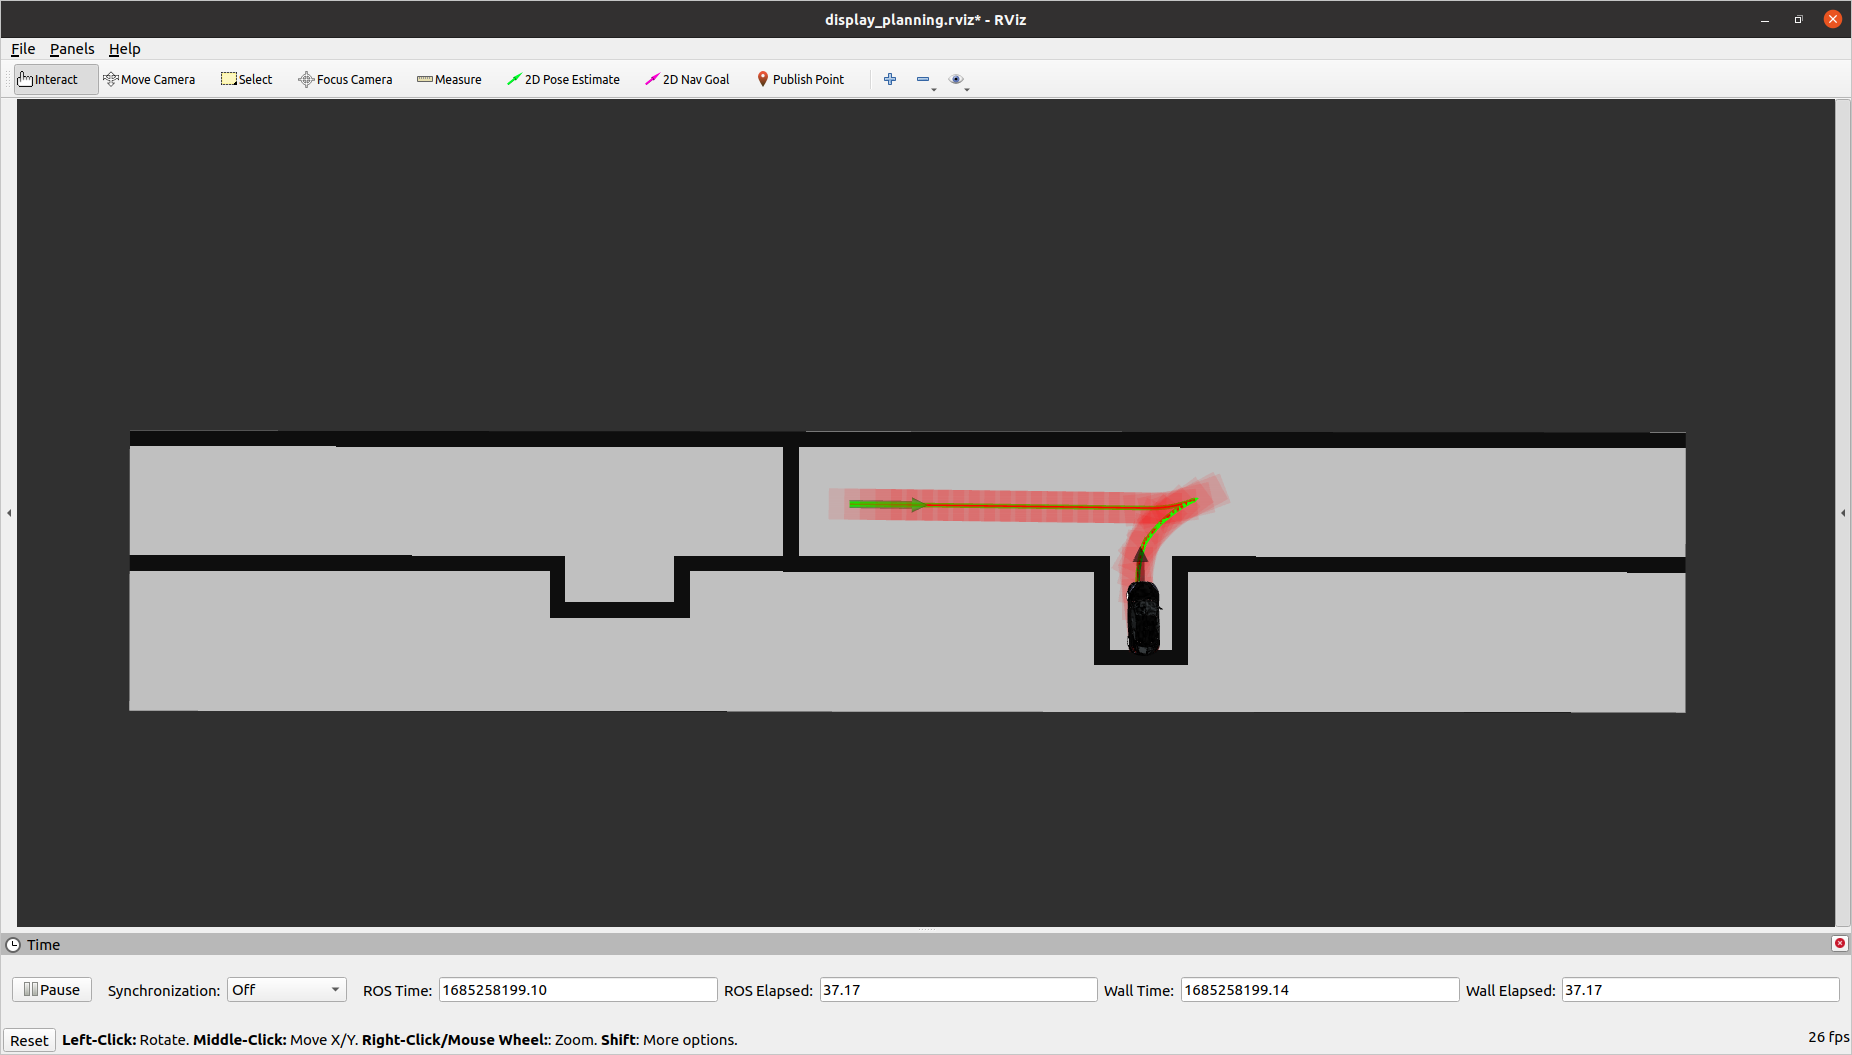 display_planning.rviz* - RViz
File Panels Help
Interact Move Camera Select Focus Camera Measure 2D Pose Estimate 2D Nav Goal Publish Point
Time
Pause Synchronization: Off ROS Time: 1685258199.10 ROS Elapsed: 37.17 Wall Time: 1685258199.14 Wall Elapsed: 37.17
Reset Left-Click: Rotate. Middle-Click: Move X/Y. Right-Click/Mouse Wheel:: Zoom. Shift: More options. 26 fps